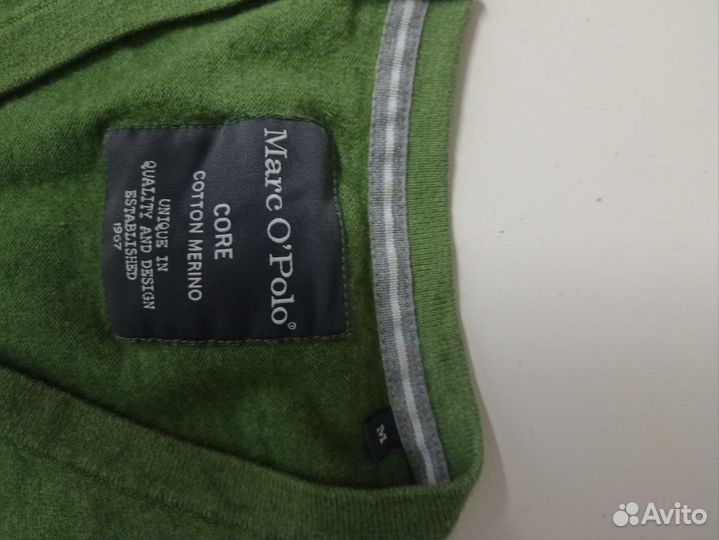 Marc O'Polo®
CORE
COTTON MERINO
UNIQUE IN
QUALITY AND DESIGN
ESTABLISHED
1967
M
Avito